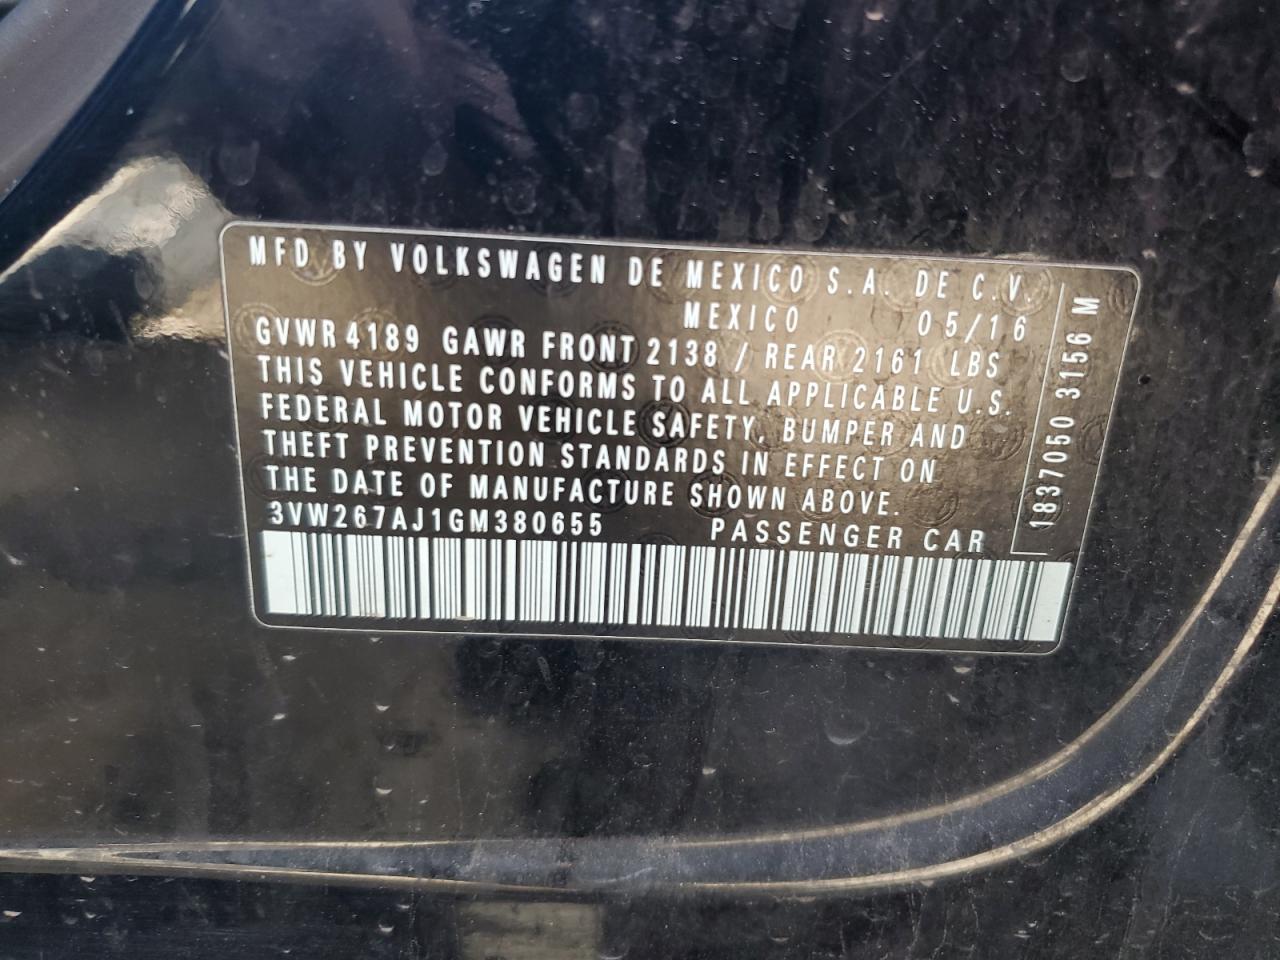 MFD BY VOLKSWAGEN DE MEXICO S.A. DE C.V.
MEXICO 05/16
GVWR 4189 GAWR FRONT 2138 / REAR 2161 LBS
THIS VEHICLE CONFORMS TO ALL APPLICABLE U.S.
FEDERAL MOTOR VEHICLE SAFETY, BUMPER AND
THEFT PREVENTION STANDARDS IN EFFECT ON
THE DATE OF MANUFACTURE SHOWN ABOVE.
3VW267AJ1GM380655 PASSENGER CAR
1837050 3156 M